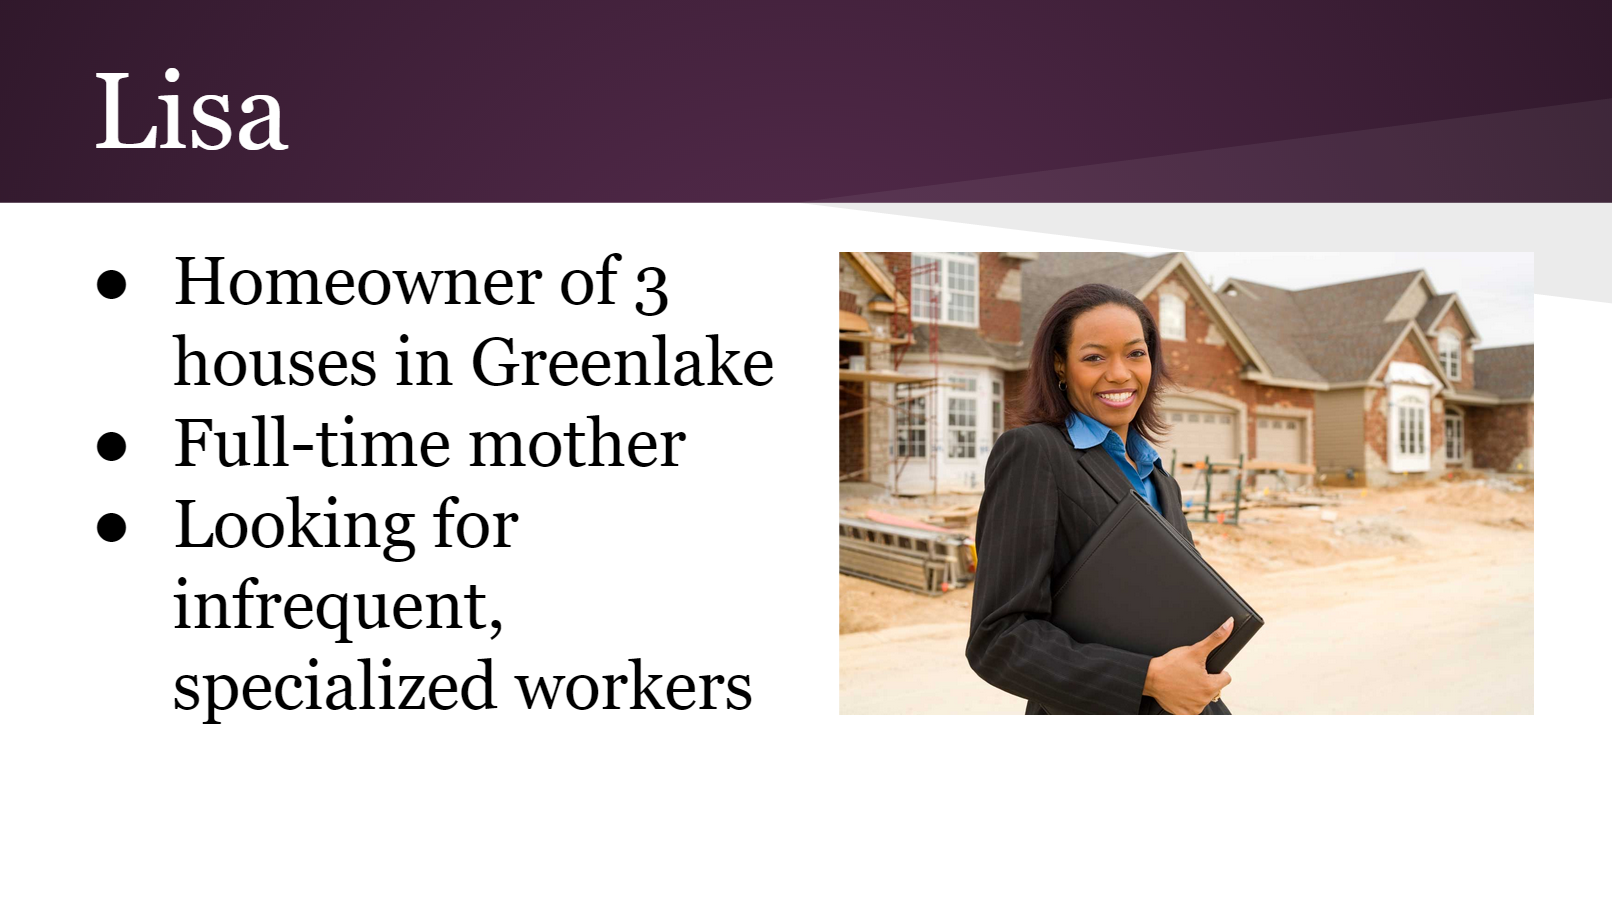 Lisa
● Homeowner of 3
houses in Greenlake
● Full-time mother
● Looking for
infrequent,
specialized workers